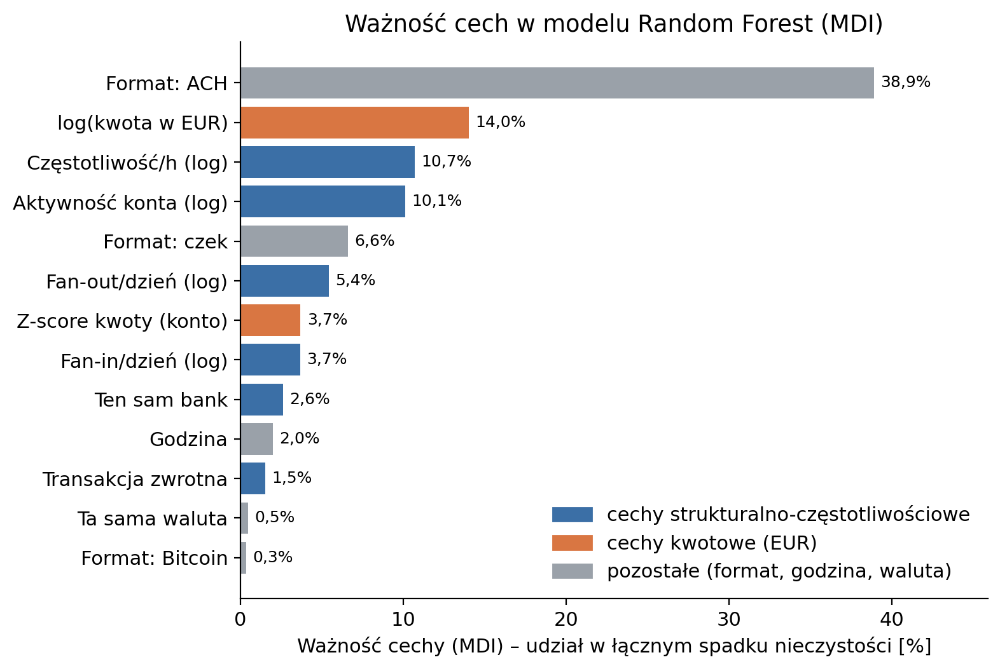 Ważność cech w modelu Random Forest (MDI)
Format: ACH 38,9%
log(kwota w EUR) 14,0%
Częstotliwość/h (log) 10,7%
Aktywność konta (log) 10,1%
Format: czek 6,6%
Fan-out/dzień (log) 5,4%
Z-score kwoty (konto) 3,7%
Fan-in/dzień (log) 3,7%
Ten sam bank 2,6%
Godzina 2,0%
Transakcja zwrotna 1,5%
Ta sama waluta 0,5%
Format: Bitcoin 0,3%
cechy strukturalno-częstotliwościowe
cechy kwotowe (EUR)
pozostałe (format, godzina, waluta)
0 10 20 30 40
Ważność cechy (MDI) – udział w łącznym spadku nieczystości [%]